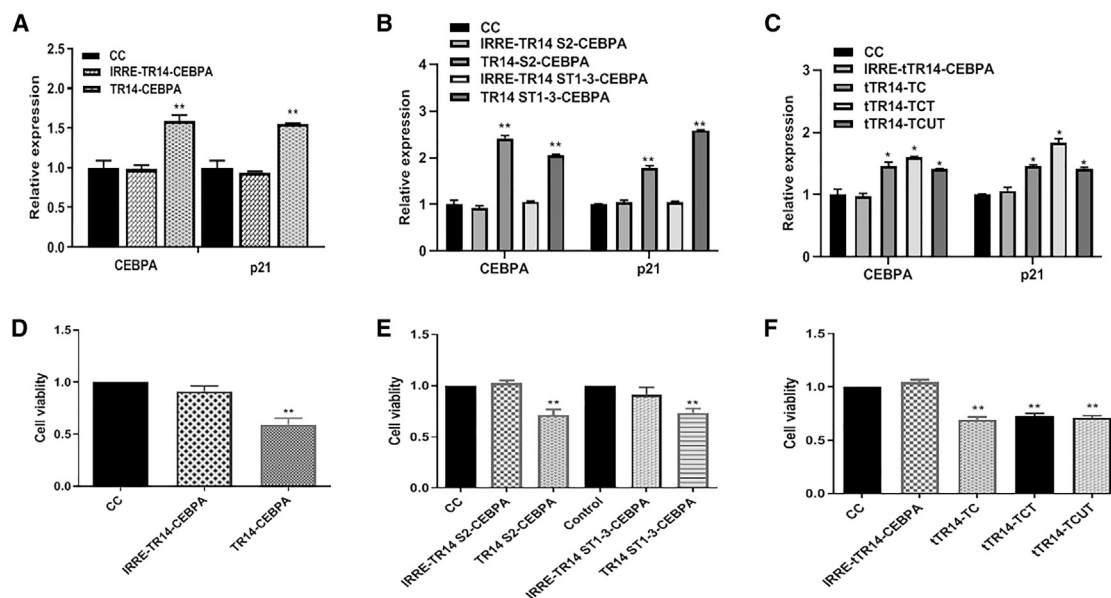 A
CC
IRRE-TR14-CEBPA
TR14-CEBPA
Relative expression
2.5
2.0
1.5
1.0
0.5
0.0
**
**
CEBPA
p21
B
CC
IRRE-TR14 S2-CEBPA
TR14-S2-CEBPA
IRRE-TR14 ST1-3-CEBPA
TR14 ST1-3-CEBPA
Relative expression
4
3
2
1
0
**
**
**
**
CEBPA
p21
C
CC
IRRE-tTR14-CEBPA
tTR14-TC
tTR14-TCT
tTR14-TCUT
Relative expression
3
2
1
0
*
*
*
*
*
*
CEBPA
p21
D
Cell viablity
1.5
1.0
0.5
0.0
**
CC
IRRE-TR14-CEBPA
TR14-CEBPA
E
Cell viablity
1.5
1.0
0.5
0.0
**
**
CC
IRRE-TR14 S2-CEBPA
TR14 S2-CEBPA
Control
IRRE-TR14 ST1-3-CEBPA
TR14 ST1-3-CEBPA
F
Cell viablity
1.5
1.0
0.5
0.0
**
**
**
CC
IRRE-tTR14-CEBPA
tTR14-TC
tTR14-TCT
tTR14-TCUT